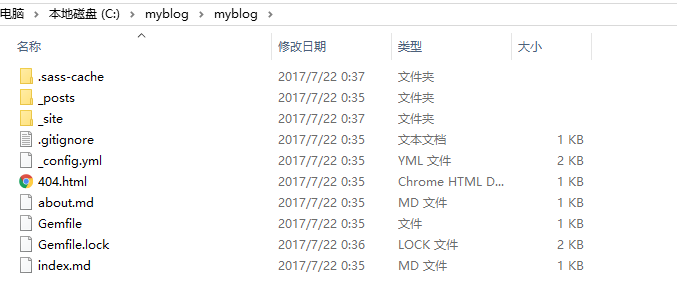 电脑 › 本地磁盘 (C:) › myblog › myblog ›
名称 修改日期 类型 大小
.sass-cache 2017/7/22 0:37 文件夹
_posts 2017/7/22 0:35 文件夹
_site 2017/7/22 0:37 文件夹
.gitignore 2017/7/22 0:35 文本文档 1 KB
_config.yml 2017/7/22 0:35 YML 文件 2 KB
404.html 2017/7/22 0:35 Chrome HTML D... 1 KB
about.md 2017/7/22 0:35 MD 文件 1 KB
Gemfile 2017/7/22 0:35 文件 1 KB
Gemfile.lock 2017/7/22 0:36 LOCK 文件 2 KB
index.md 2017/7/22 0:35 MD 文件 1 KB